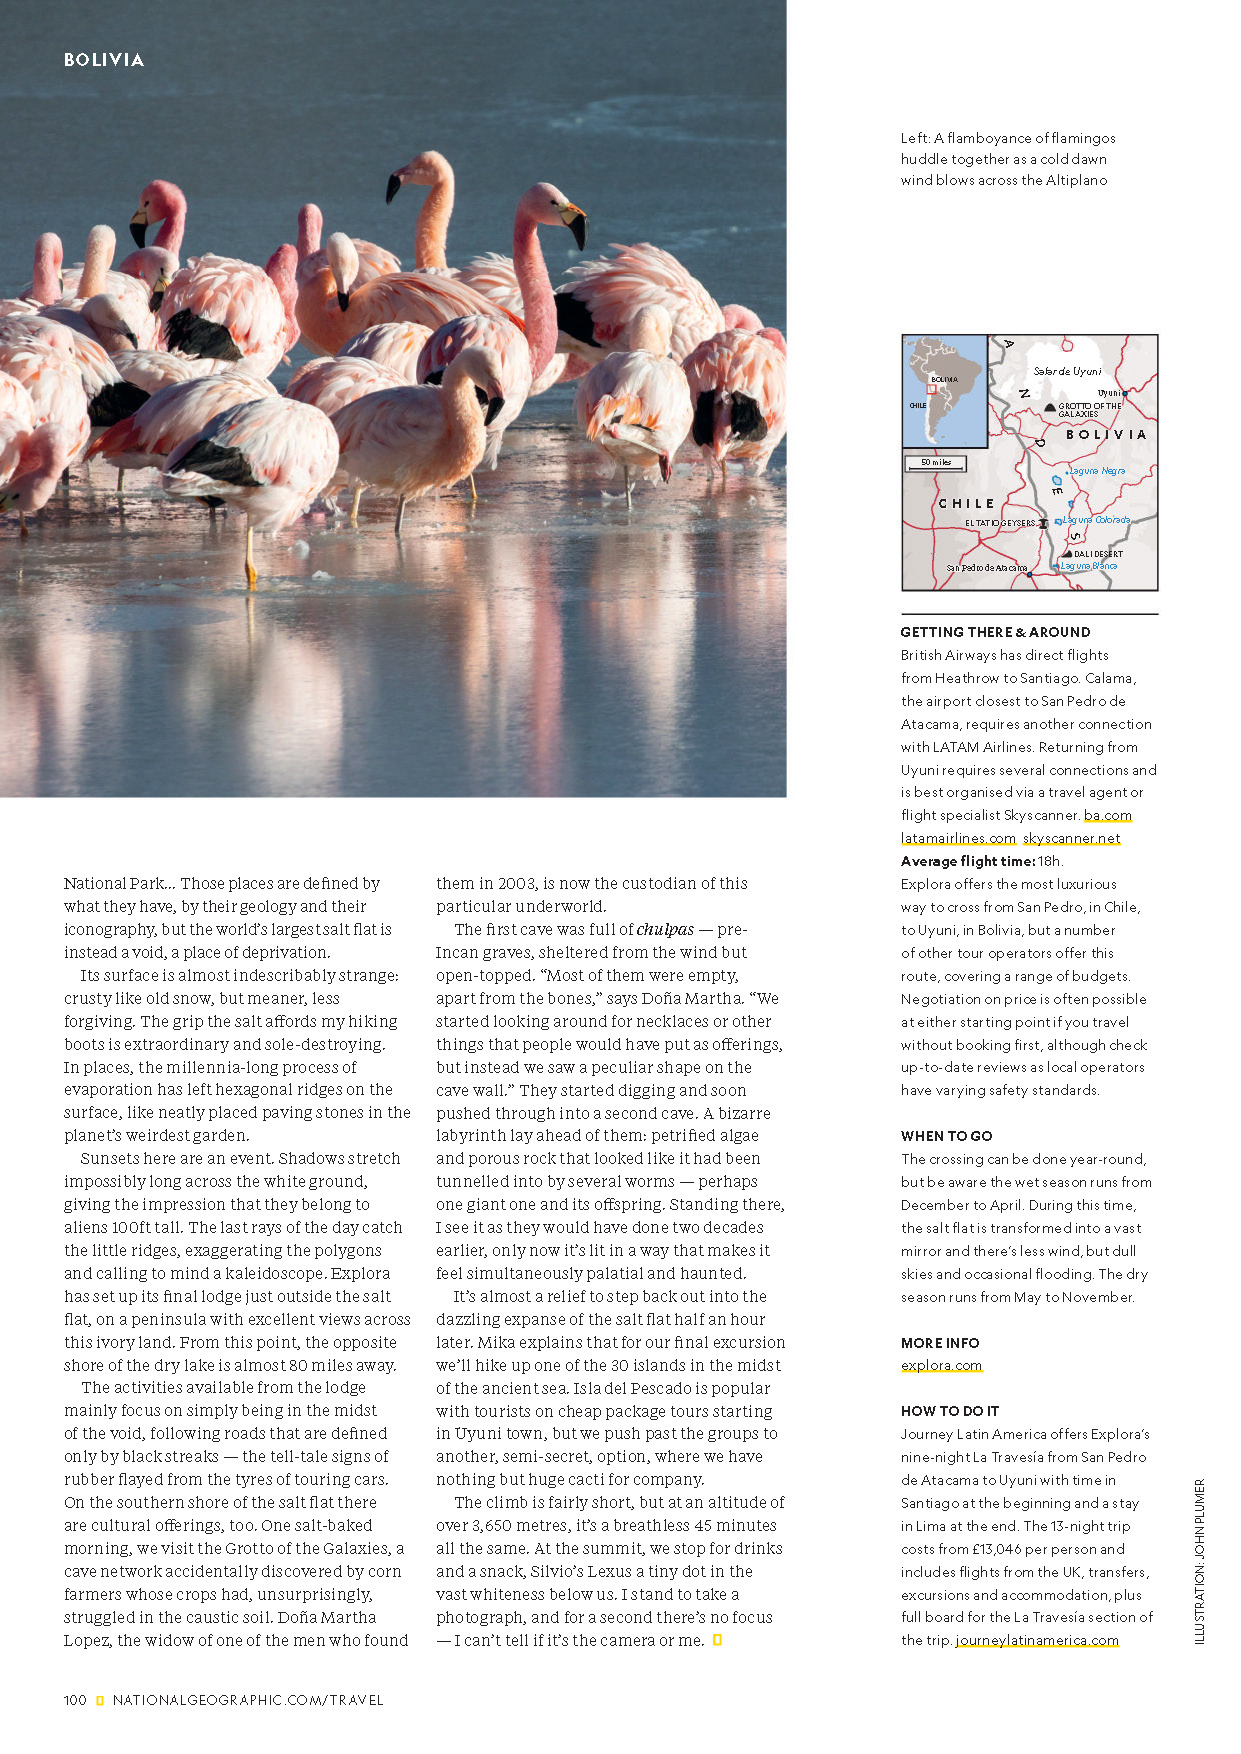 BOLIVIA
Left: A flamboyance of flamingos
huddle together as a cold dawn
wind blows across the Altiplano
BOLIVIA
CHILE
A
N
D
E
S
Salar de Uyuni
Uyuni
GROTTO OF THE
GALAXIES
BOLIVIA
50 miles
Laguna Negra
CHILE
EL TATIO GEYSERS
Laguna Colorada
DALI DESERT
San Pedro de Atacama
Laguna Blanca
National Park... Those places are defined by
what they have, by their geology and their
iconography, but the world’s largest salt flat is
instead a void, a place of deprivation.
Its surface is almost indescribably strange:
crusty like old snow, but meaner, less
forgiving. The grip the salt affords my hiking
boots is extraordinary and sole-destroying.
In places, the millennia-long process of
evaporation has left hexagonal ridges on the
surface, like neatly placed paving stones in the
planet’s weirdest garden.
Sunsets here are an event. Shadows stretch
impossibly long across the white ground,
giving the impression that they belong to
aliens 100ft tall. The last rays of the day catch
the little ridges, exaggerating the polygons
and calling to mind a kaleidoscope. Explora
has set up its final lodge just outside the salt
flat, on a peninsula with excellent views across
this ivory land. From this point, the opposite
shore of the dry lake is almost 80 miles away.
The activities available from the lodge
mainly focus on simply being in the midst
of the void, following roads that are defined
only by black streaks — the tell-tale signs of
rubber flayed from the tyres of touring cars.
On the southern shore of the salt flat there
are cultural offerings, too. One salt-baked
morning, we visit the Grotto of the Galaxies, a
cave network accidentally discovered by corn
farmers whose crops had, unsurprisingly,
struggled in the caustic soil. Doña Martha
Lopez, the widow of one of the men who found
them in 2003, is now the custodian of this
particular underworld.
The first cave was full of chulpas — pre-
Incan graves, sheltered from the wind but
open-topped. “Most of them were empty,
apart from the bones,” says Doña Martha. “We
started looking around for necklaces or other
things that people would have put as offerings,
but instead we saw a peculiar shape on the
cave wall.” They started digging and soon
pushed through into a second cave. A bizarre
labyrinth lay ahead of them: petrified algae
and porous rock that looked like it had been
tunnelled into by several worms — perhaps
one giant one and its offspring. Standing there,
I see it as they would have done two decades
earlier, only now it’s lit in a way that makes it
feel simultaneously palatial and haunted.
It’s almost a relief to step back out into the
dazzling expanse of the salt flat half an hour
later. Mika explains that for our final excursion
we’ll hike up one of the 30 islands in the midst
of the ancient sea. Isla del Pescado is popular
with tourists on cheap package tours starting
in Uyuni town, but we push past the groups to
another, semi-secret, option, where we have
nothing but huge cacti for company.
The climb is fairly short, but at an altitude of
over 3,650 metres, it’s a breathless 45 minutes
all the same. At the summit, we stop for drinks
and a snack, Silvio’s Lexus a tiny dot in the
vast whiteness below us. I stand to take a
photograph, and for a second there’s no focus
— I can’t tell if it’s the camera or me.
GETTING THERE & AROUND
British Airways has direct flights
from Heathrow to Santiago. Calama,
the airport closest to San Pedro de
Atacama, requires another connection
with LATAM Airlines. Returning from
Uyuni requires several connections and
is best organised via a travel agent or
flight specialist Skyscanner. ba.com
latamairlines.com skyscanner.net
Average flight time: 18h.
Explora offers the most luxurious
way to cross from San Pedro, in Chile,
to Uyuni, in Bolivia, but a number
of other tour operators offer this
route, covering a range of budgets.
Negotiation on price is often possible
at either starting point if you travel
without booking first, although check
up-to-date reviews as local operators
have varying safety standards.
WHEN TO GO
The crossing can be done year-round,
but be aware the wet season runs from
December to April. During this time,
the salt flat is transformed into a vast
mirror and there’s less wind, but dull
skies and occasional flooding. The dry
season runs from May to November.
MORE INFO
explora.com
HOW TO DO IT
Journey Latin America offers Explora’s
nine-night La Travesía from San Pedro
de Atacama to Uyuni with time in
Santiago at the beginning and a stay
in Lima at the end. The 13-night trip
costs from £13,046 per person and
includes flights from the UK, transfers,
excursions and accommodation, plus
full board for the La Travesía section of
the trip. journeylatinamerica.com
ILLUSTRATION: JOHN PLUMER
100 NATIONALGEOGRAPHIC.COM/TRAVEL